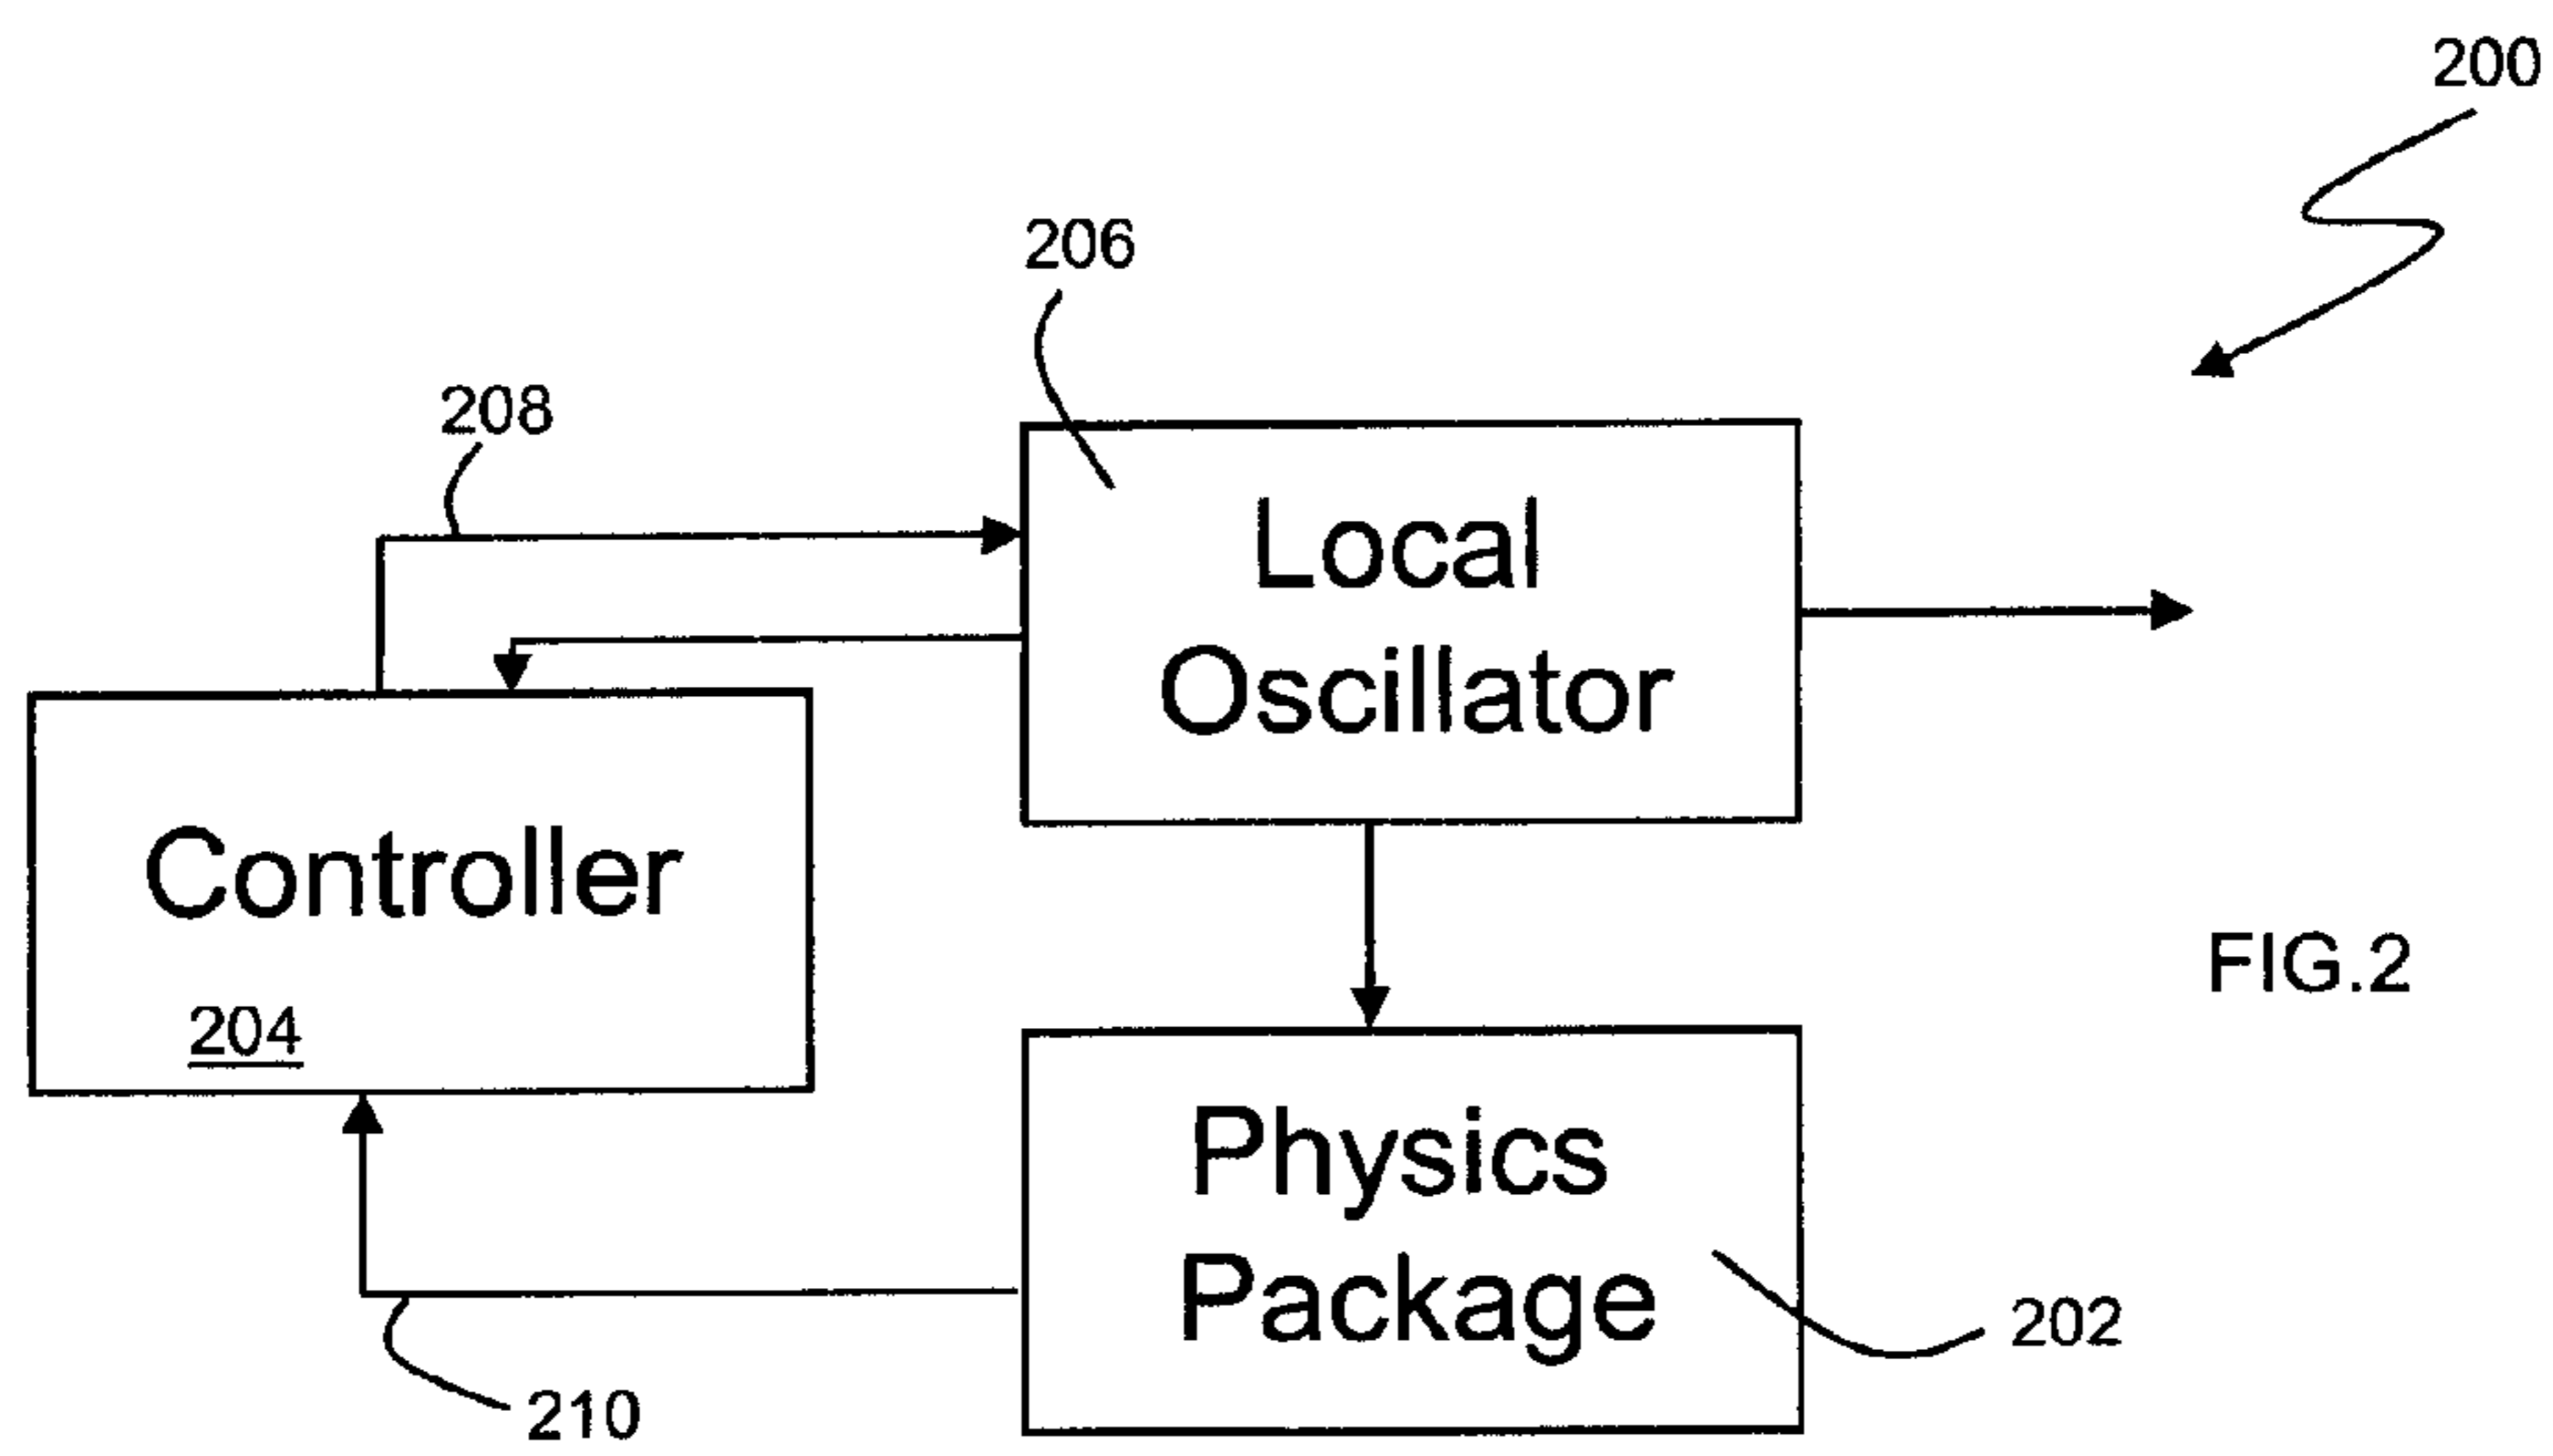 200
206
208
Local
Oscillator
Controller
204
FIG.2
Physics
Package
202
210